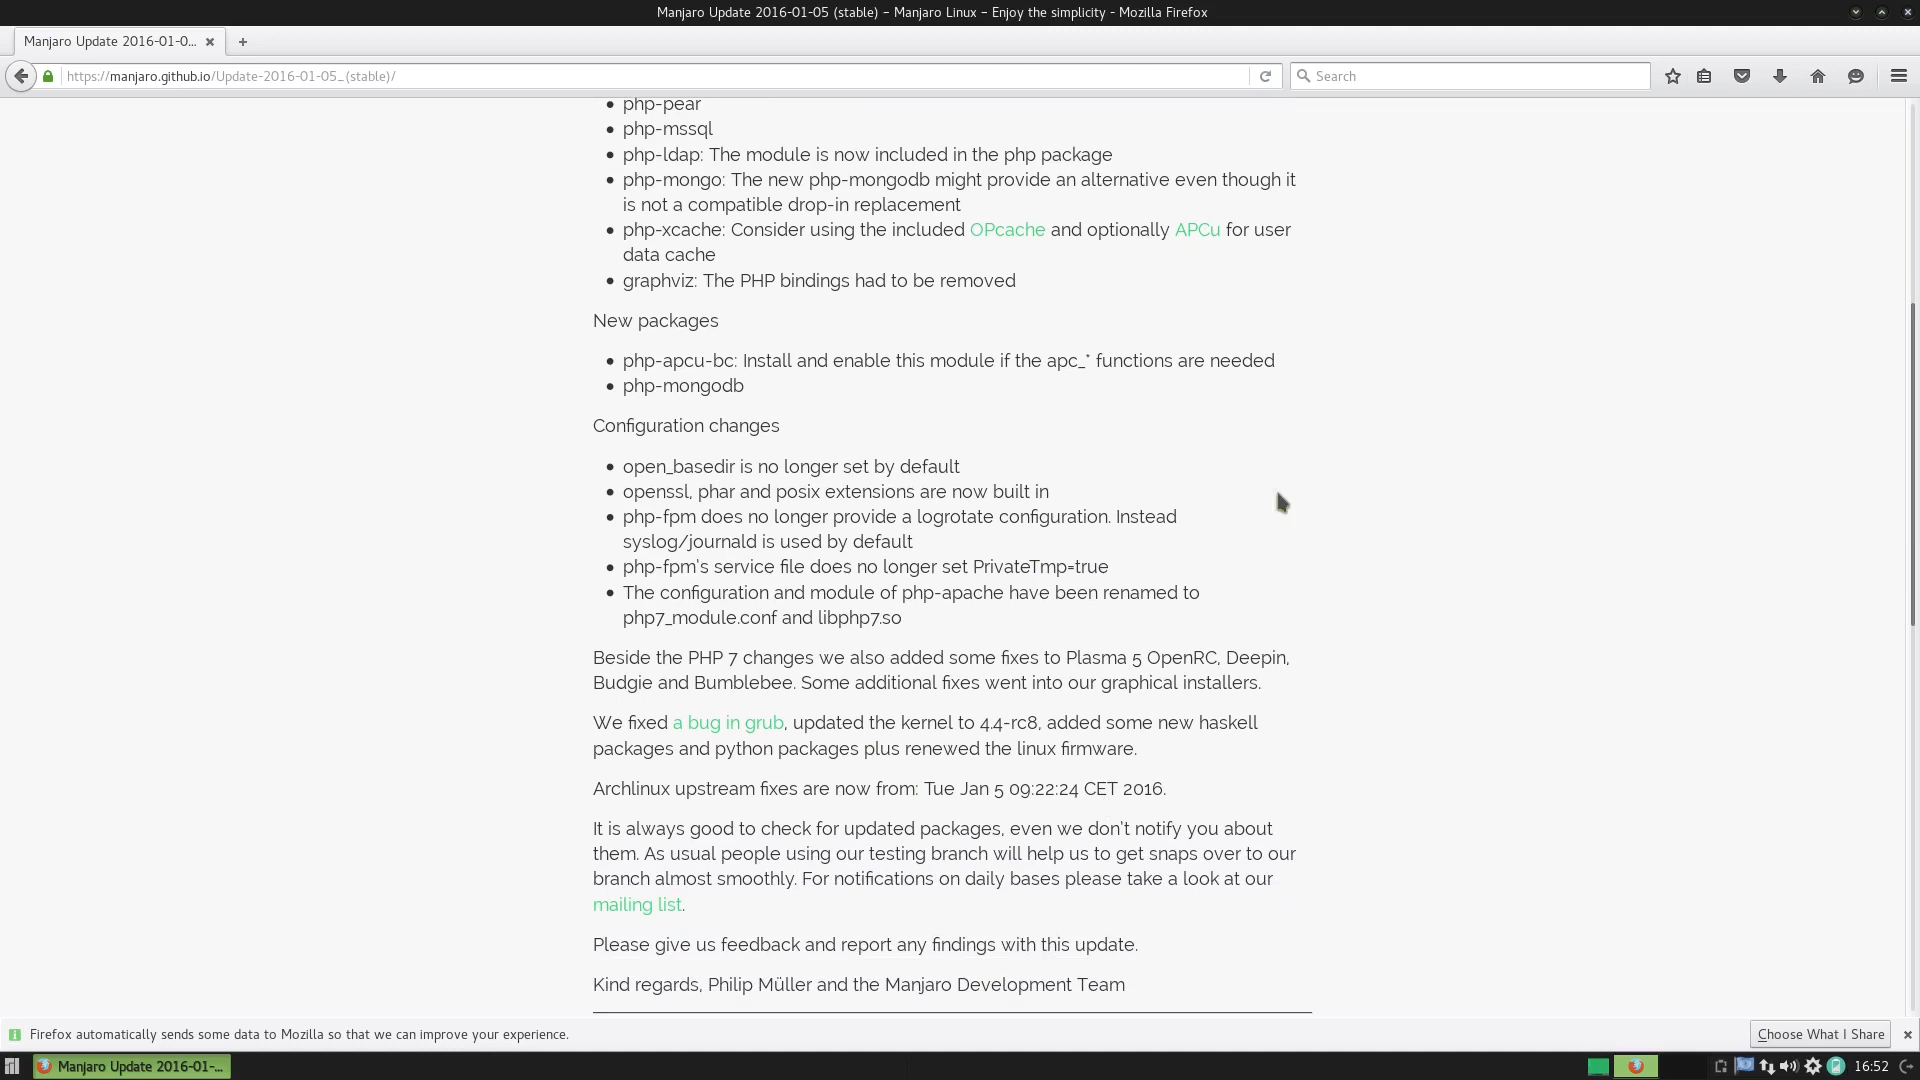 Manjaro Update 2016-01-05 (stable) – Manjaro Linux – Enjoy the simplicity - Mozilla Firefox
Manjaro Update 2016-01-0...
https://manjaro.github.io/Update-2016-01-05_(stable)/
Search
php-pear
php-mssql
php-ldap: The module is now included in the php package
php-mongo: The new php-mongodb might provide an alternative even though it
is not a compatible drop-in replacement
php-xcache: Consider using the included OPcache and optionally APCu for user
data cache
graphviz: The PHP bindings had to be removed
New packages
php-apcu-bc: Install and enable this module if the apc_* functions are needed
php-mongodb
Configuration changes
open_basedir is no longer set by default
openssl, phar and posix extensions are now built in
php-fpm does no longer provide a logrotate configuration. Instead
syslog/journald is used by default
php-fpm's service file does no longer set PrivateTmp=true
The configuration and module of php-apache have been renamed to
php7_module.conf and libphp7.so
Beside the PHP 7 changes we also added some fixes to Plasma 5 OpenRC, Deepin,
Budgie and Bumblebee. Some additional fixes went into our graphical installers.
We fixed a bug in grub, updated the kernel to 4.4-rc8, added some new haskell
packages and python packages plus renewed the linux firmware.
Archlinux upstream fixes are now from: Tue Jan 5 09:22:24 CET 2016.
It is always good to check for updated packages, even we don't notify you about
them. As usual people using our testing branch will help us to get snaps over to our
branch almost smoothly. For notifications on daily bases please take a look at our
mailing list.
Please give us feedback and report any findings with this update.
Kind regards, Philip Müller and the Manjaro Development Team
Firefox automatically sends some data to Mozilla so that we can improve your experience.
Choose What I Share
Manjaro Update 2016-01-...
16:52